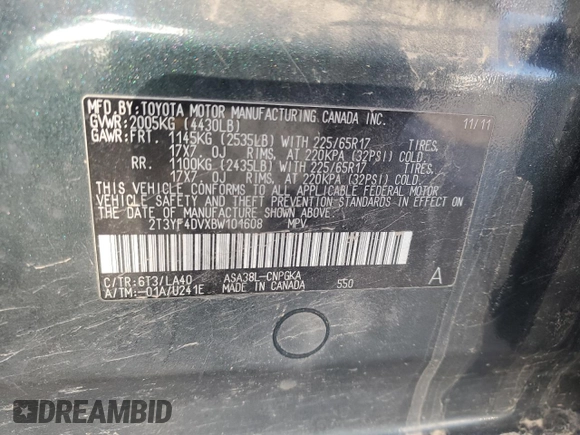 MFD. BY: TOYOTA MOTOR MANUFACTURING CANADA INC.
GVWR: 2005KG (4430LB) 11/11
GAWR: FRT. 1145KG (2535LB) WITH 225/65R17 TIRES,
17X7 OJ RIMS, AT 220KPA (32PSI) COLD.
RR. 1100KG (2435LB) WITH 225/65R17 TIRES,
17X7 OJ RIMS, AT 220KPA (32PSI) COLD.
THIS VEHICLE CONFORMS TO ALL APPLICABLE FEDERAL MOTOR
VEHICLE SAFETY AND THEFT PREVENTION STANDARDS IN EFFECT
ON THE DATE OF MANUFACTURE SHOWN ABOVE.
2T3YF4DVXBW104608 MPV
C/TR: 6T3/LA40 ASA38L-CNPGKA A
A/TM: -01A/U241E MADE IN CANADA 550
DREAMBID